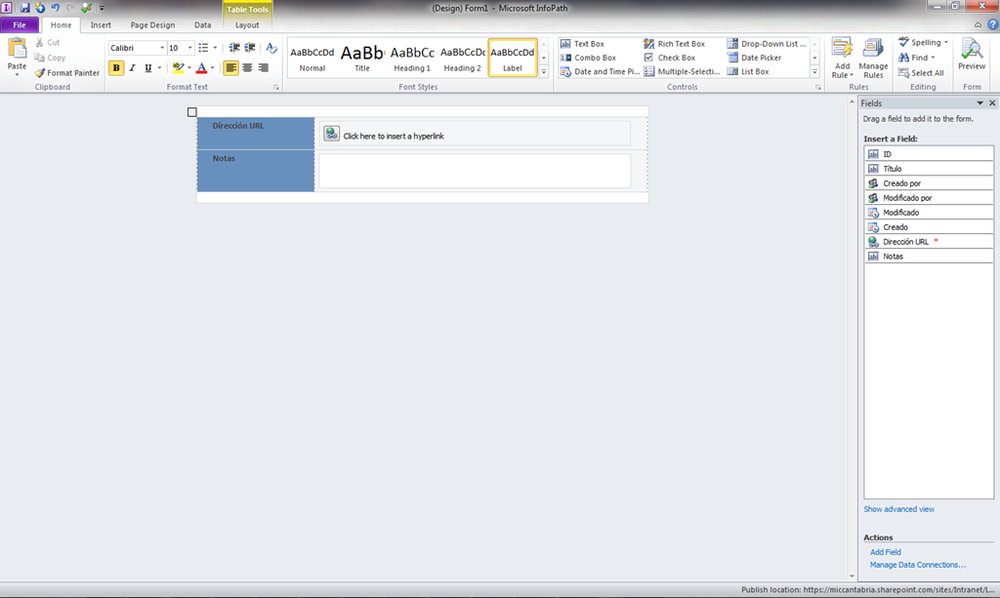 Table Tools
(Design) Form1 - Microsoft InfoPath
File Home Insert Page Design Data Layout
Paste
Cut
Copy
Format Painter
Clipboard
Calibri 10
B I U
Format Text
AaBbCcDd AaBb AaBbCc AaBbCcDc AaBbCcDd
Normal Title Heading 1 Heading 2 Label
Font Styles
Text Box Rich Text Box Drop-Down List ...
Combo Box Check Box Date Picker
Date and Time Pi... Multiple-Selecti... List Box
Controls
Add Rule
Manage Rules
Rules
Spelling
Find
Select All
Editing
Preview
Form
Dirección URL
Click here to insert a hyperlink
Notas
Fields
Drag a field to add it to the form.
Insert a Field:
ID
Título
Creado por
Modificado por
Modificado
Creado
Dirección URL *
Notas
Show advanced view
Actions
Add Field
Manage Data Connections...
Publish location: https://miccantabria.sharepoint.com/sites/Intranet/L...